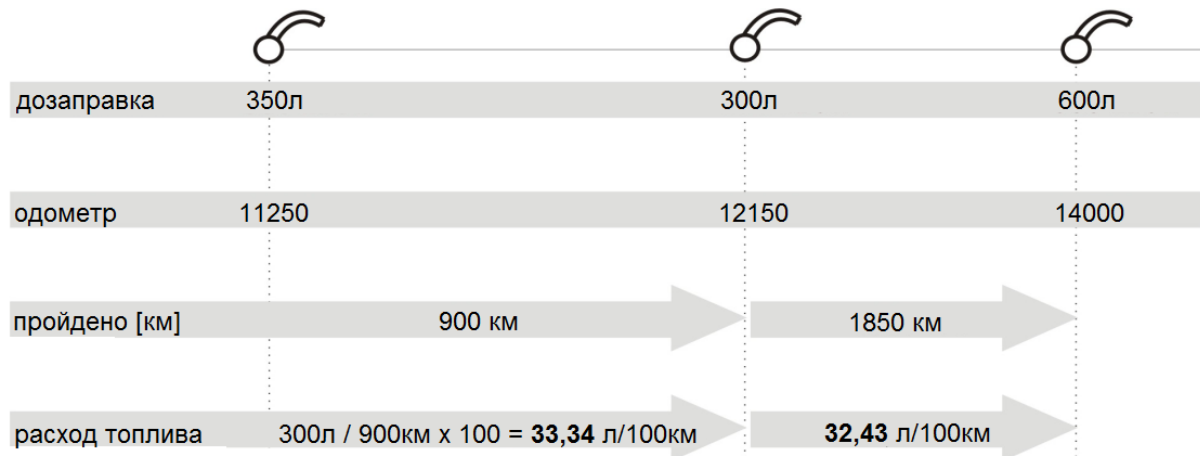 дозаправка 350л 300л 600л
одометр 11250 12150 14000
пройдено [км] 900 км 1850 км
расход топлива 300л / 900км x 100 = 33,34 л/100км 32,43 л/100км